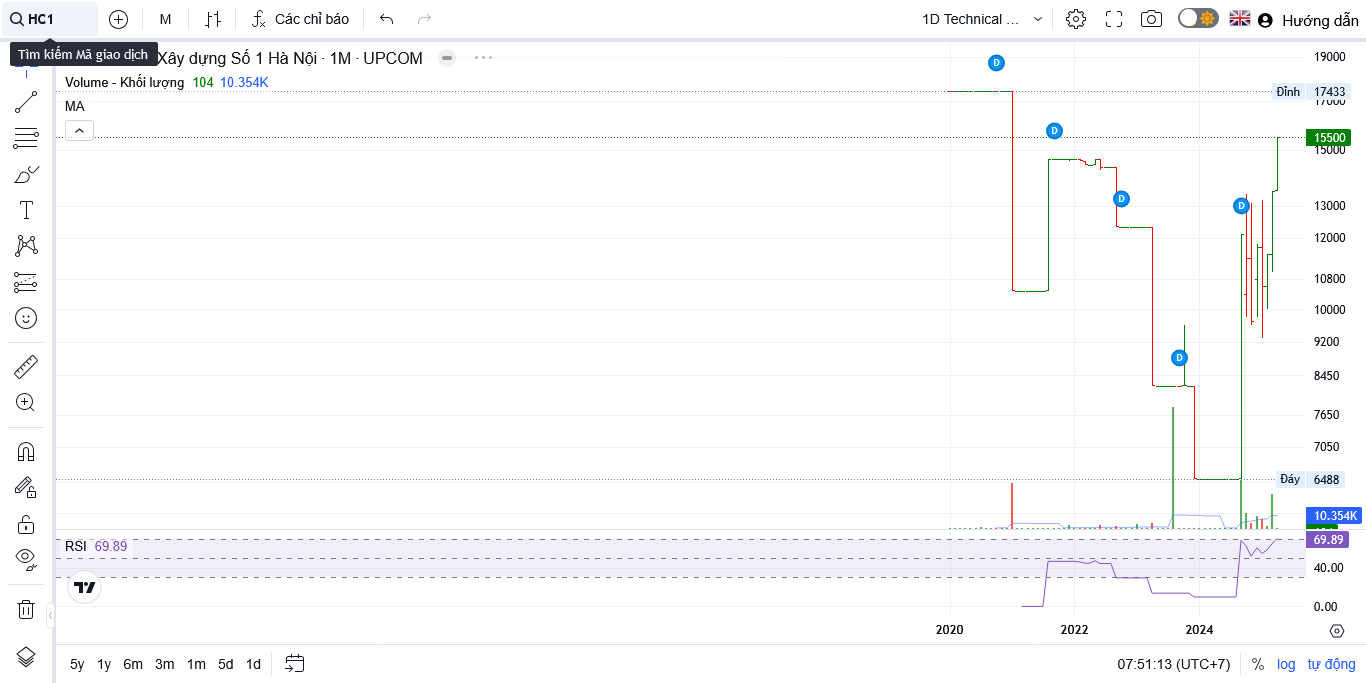 HC1
M
Các chỉ báo
1D Technical ...
Hướng dẫn
Tìm kiếm Mã giao dịch
Xây dựng Số 1 Hà Nội · 1M · UPCOM
Volume - Khối lượng 104 10.354K
MA
D
D
D
D
D
19000
Đỉnh 17433
17000
15500
15000
13000
12000
10800
10000
9200
8450
7650
7050
Đáy 6488
10.354K
RSI 69.89
69.89
40.00
0.00
2020 2022 2024
5y 1y 6m 3m 1m 5d 1d
07:51:13 (UTC+7) % log tự động